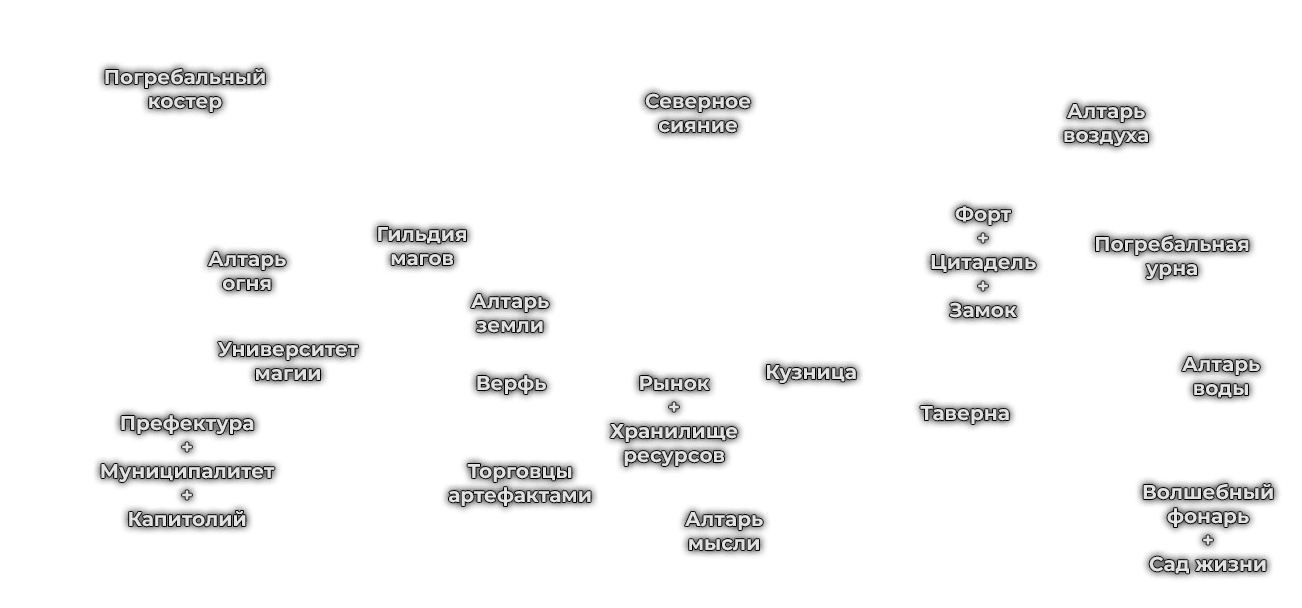 Погребальный
костер
Северное
сияние
Алтарь
воздуха
Форт
+
Цитадель
+
Замок
Гильдия
магов
Погребальная
урна
Алтарь
огня
Алтарь
земли
Университет
магии
Верфь
Рынок
+
Хранилище
ресурсов
Кузница
Алтарь
воды
Таверна
Префектура
+
Муниципалитет
+
Капитолий
Торговцы
артефактами
Алтарь
мысли
Волшебный
фонарь
+
Сад жизни